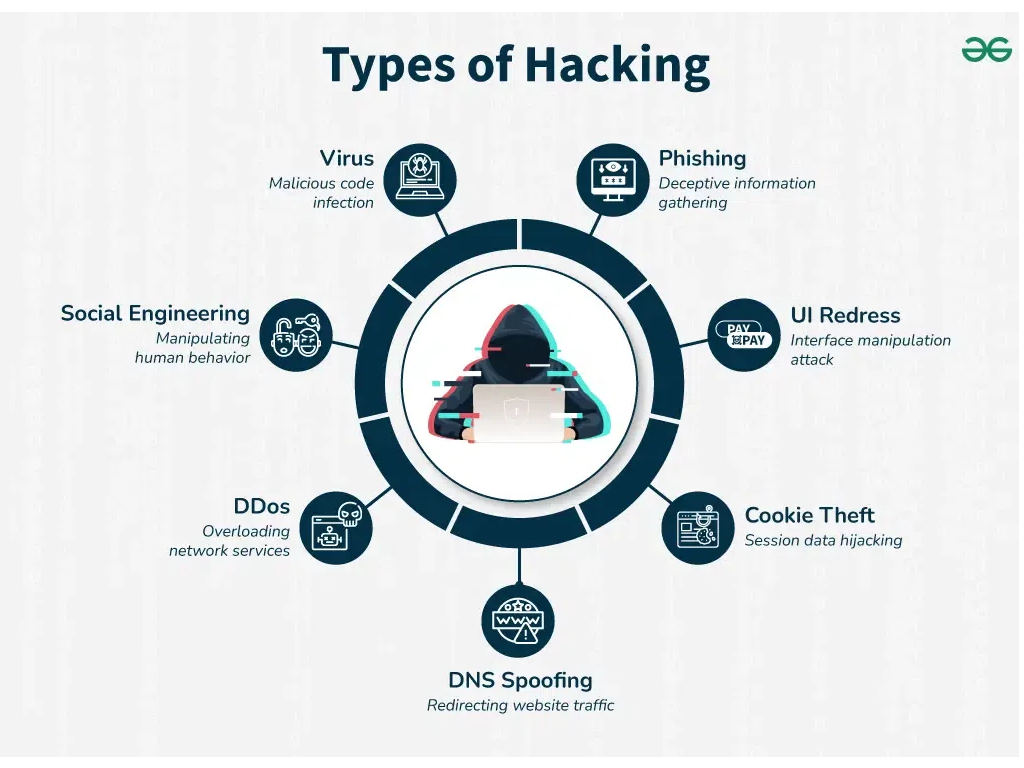 Types of Hacking
Virus
Malicious code
infection
Phishing
Deceptive information
gathering
Social Engineering
Manipulating
human behavior
UI Redress
Interface manipulation
attack
PAY
PAY
DDos
Overloading
network services
Cookie Theft
Session data hijacking
WWW
DNS Spoofing
Redirecting website traffic